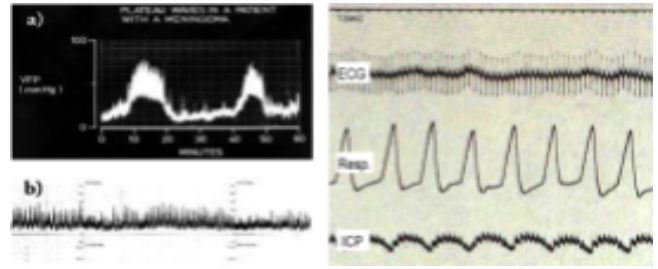 a)
PLATEAU WAVES IN A PATIENT
WITH A MENINGIOMA
100
VFP
(mmHg)
0
0 10 20 30 40 50 60
MINUTES
b)
ECG
Resp.
ICP